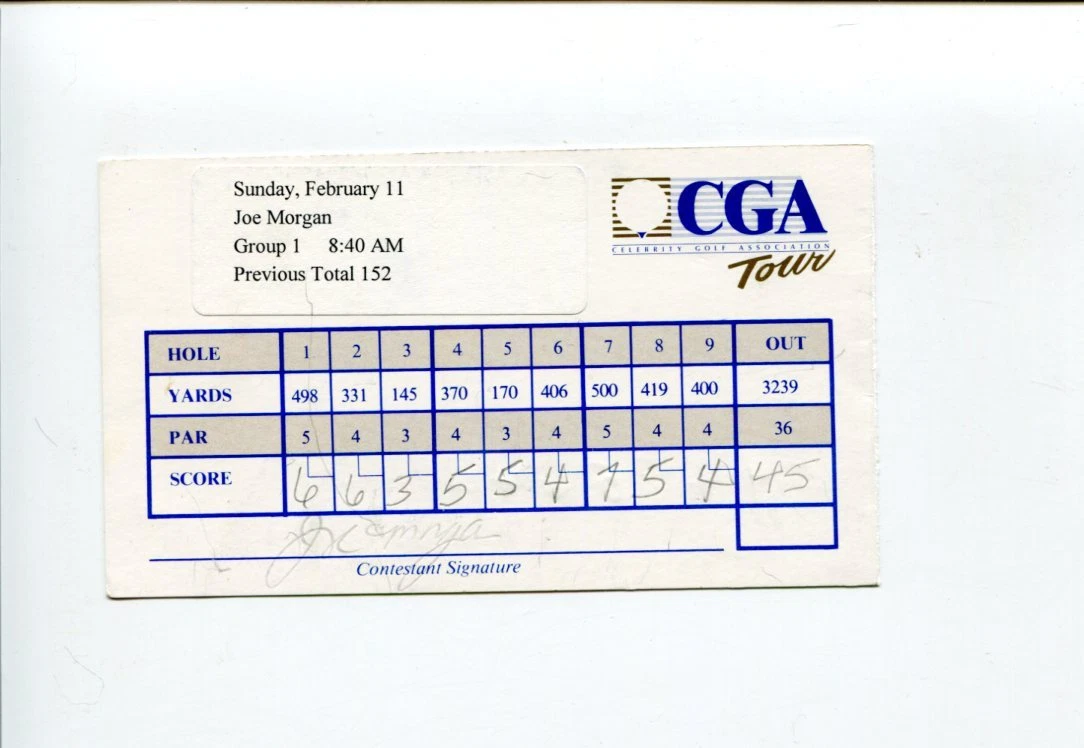 Sunday, February 11
Joe Morgan
Group 1 8:40 AM
Previous Total 152
CGA
CELEBRITY GOLF ASSOCIATION
Tour
HOLE 1 2 3 4 5 6 7 8 9 OUT
YARDS 498 331 145 370 170 406 500 419 400 3239
PAR 5 4 3 4 3 4 5 4 4 36
SCORE 6 6 3 5 5 4 7 5 4 45
Contestant Signature